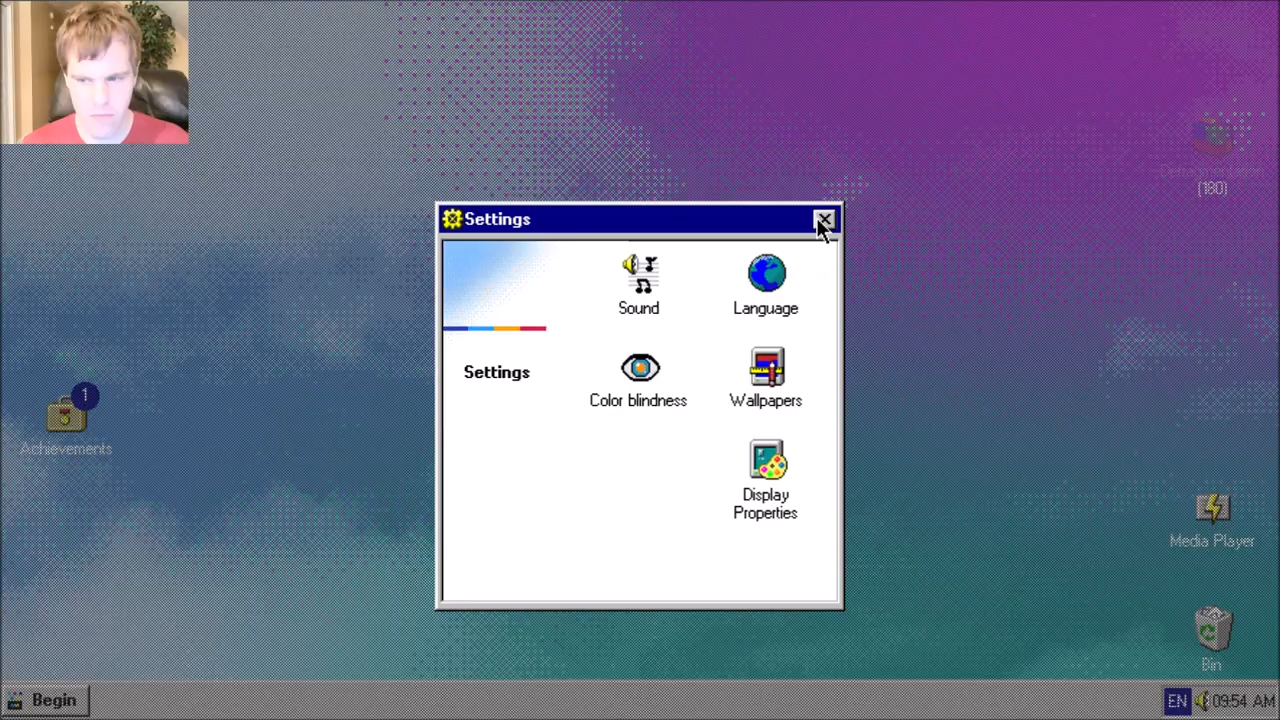 (180)
Settings
Sound
Language
Settings
Color blindness
Wallpapers
1
Achievements
Display
Properties
Media Player
Bin
Begin
EN
09:54 AM